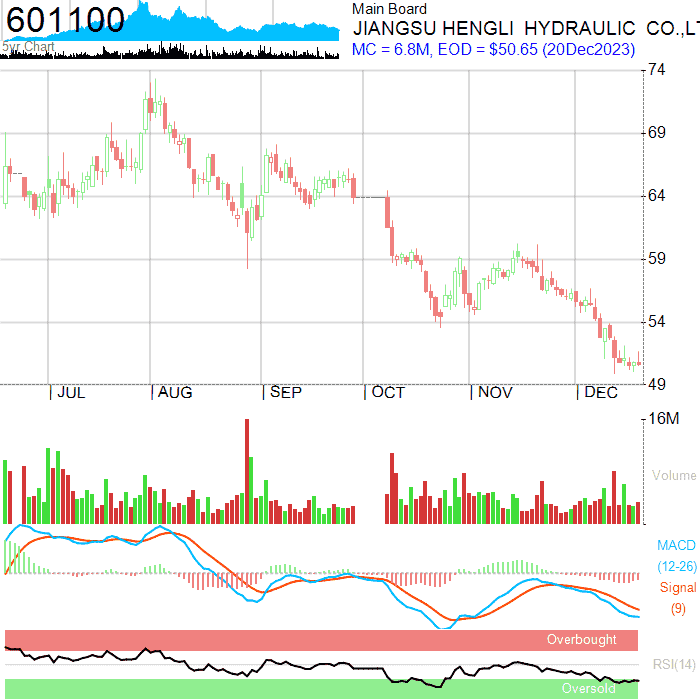 601100
5yr Chart
Main Board
JIANGSU HENGLI HYDRAULIC CO.,LT
MC = 6.8M, EOD = $50.65 (20Dec2023)
74
69
64
59
54
49
JUL AUG SEP OCT NOV DEC
16M
Volume
MACD
(12-26)
Signal
(9)
Overbought
RSI(14)
Oversold